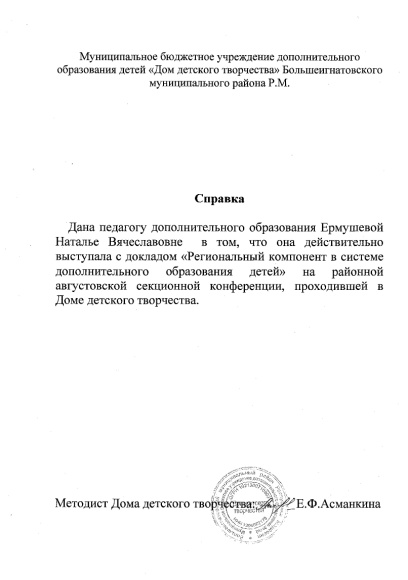 Муниципальное бюджетное учреждение дополнительного
образования детей «Дом детского творчества» Большеигнатовского
муниципального района Р.М.
Справка
Дана педагогу дополнительного образования Ермушевой
Наталье Вячеславовне в том, что она действительно
выступала с докладом «Региональный компонент в системе
дополнительного образования детей» на районной
августовской секционной конференции, проходившей в
Доме детского творчества.
Методист Дома детского творчества: Е.Ф.Асманкина